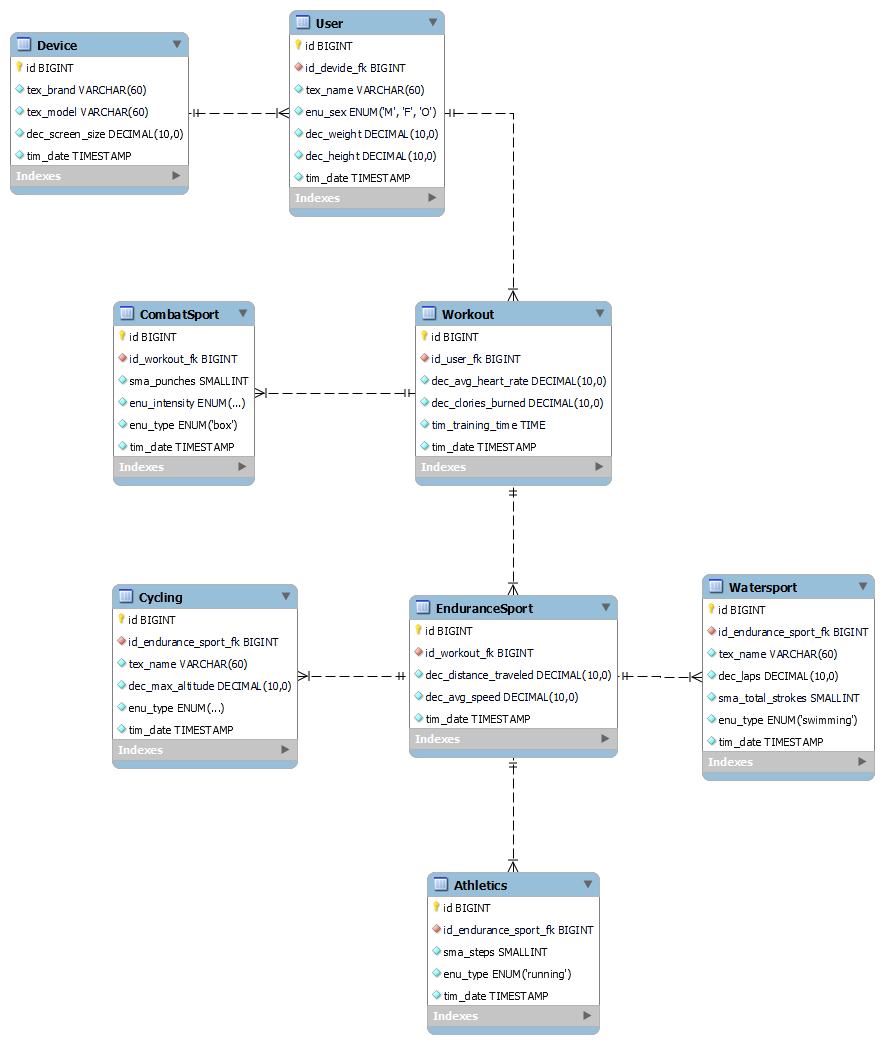 Device
id BIGINT
tex_brand VARCHAR(60)
tex_model VARCHAR(60)
dec_screen_size DECIMAL(10,0)
tim_date TIMESTAMP
Indexes
User
id BIGINT
id_devide_fk BIGINT
tex_name VARCHAR(60)
enu_sex ENUM('M', 'F', 'O')
dec_weight DECIMAL(10,0)
dec_height DECIMAL(10,0)
tim_date TIMESTAMP
Indexes
CombatSport
id BIGINT
id_workout_fk BIGINT
sma_punches SMALLINT
enu_intensity ENUM(...)
enu_type ENUM('box')
tim_date TIMESTAMP
Indexes
Workout
id BIGINT
id_user_fk BIGINT
dec_avg_heart_rate DECIMAL(10,0)
dec_clories_burned DECIMAL(10,0)
tim_training_time TIME
tim_date TIMESTAMP
Indexes
Cycling
id BIGINT
id_endurance_sport_fk BIGINT
tex_name VARCHAR(60)
dec_max_altitude DECIMAL(10,0)
enu_type ENUM(...)
tim_date TIMESTAMP
Indexes
EnduranceSport
id BIGINT
id_workout_fk BIGINT
dec_distance_traveled DECIMAL(10,0)
dec_avg_speed DECIMAL(10,0)
tim_date TIMESTAMP
Indexes
Watersport
id BIGINT
id_endurance_sport_fk BIGINT
tex_name VARCHAR(60)
dec_laps DECIMAL(10,0)
sma_total_strokes SMALLINT
enu_type ENUM('swimming')
tim_date TIMESTAMP
Indexes
Athletics
id BIGINT
id_endurance_sport_fk BIGINT
sma_steps SMALLINT
enu_type ENUM('running')
tim_date TIMESTAMP
Indexes